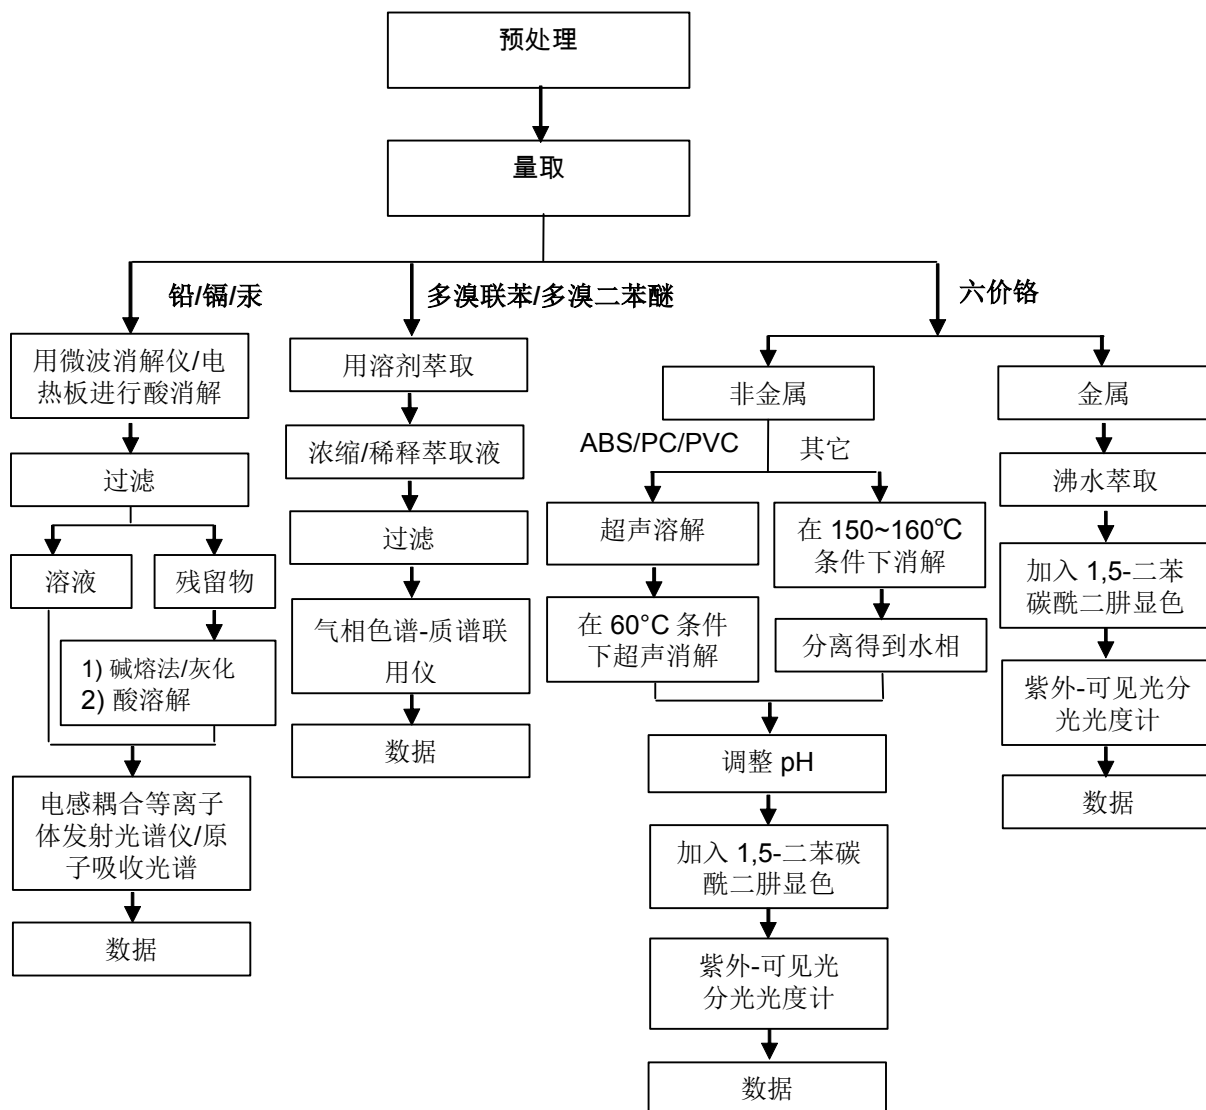 预处理
量取
铅/镉/汞
多溴联苯/多溴二苯醚
六价铬
用微波消解仪/电
热板进行酸消解
过滤
溶液
残留物
1) 碱熔法/灰化
2) 酸溶解
电感耦合等离子
体发射光谱仪/原
子吸收光谱
数据
用溶剂萃取
浓缩/稀释萃取液
过滤
气相色谱-质谱联
用仪
数据
非金属
ABS/PC/PVC
其它
超声溶解
在 60°C 条件
下超声消解
在 150~160℃
条件下消解
分离得到水相
调整 pH
加入 1,5-二苯碳
酰二肼显色
紫外-可见光
分光光度计
数据
金属
沸水萃取
加入 1,5-二苯
碳酰二肼显色
紫外-可见光分
光光度计
数据